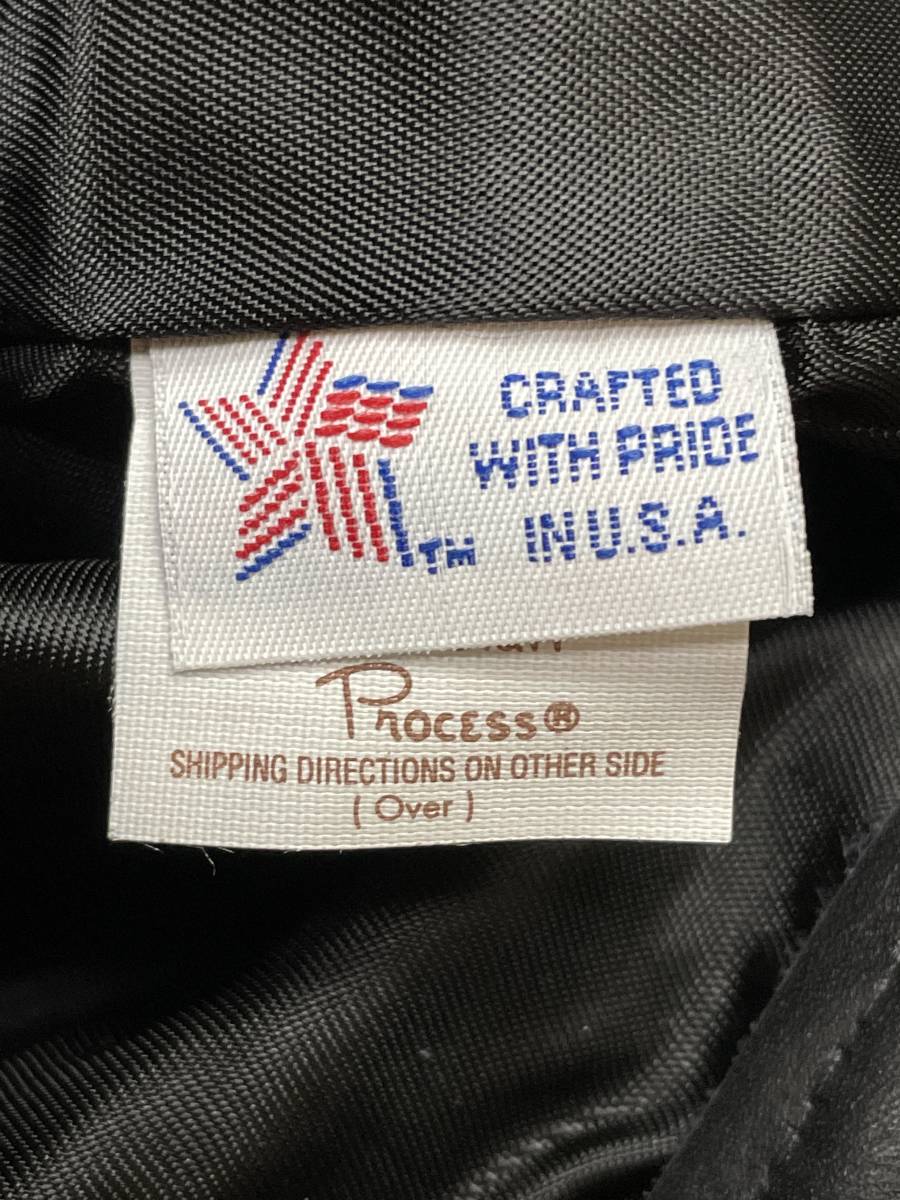 CRAFTED
WITH PRIDE
IN U.S.A.
TM
Process®
SHIPPING DIRECTIONS ON OTHER SIDE
( Over )